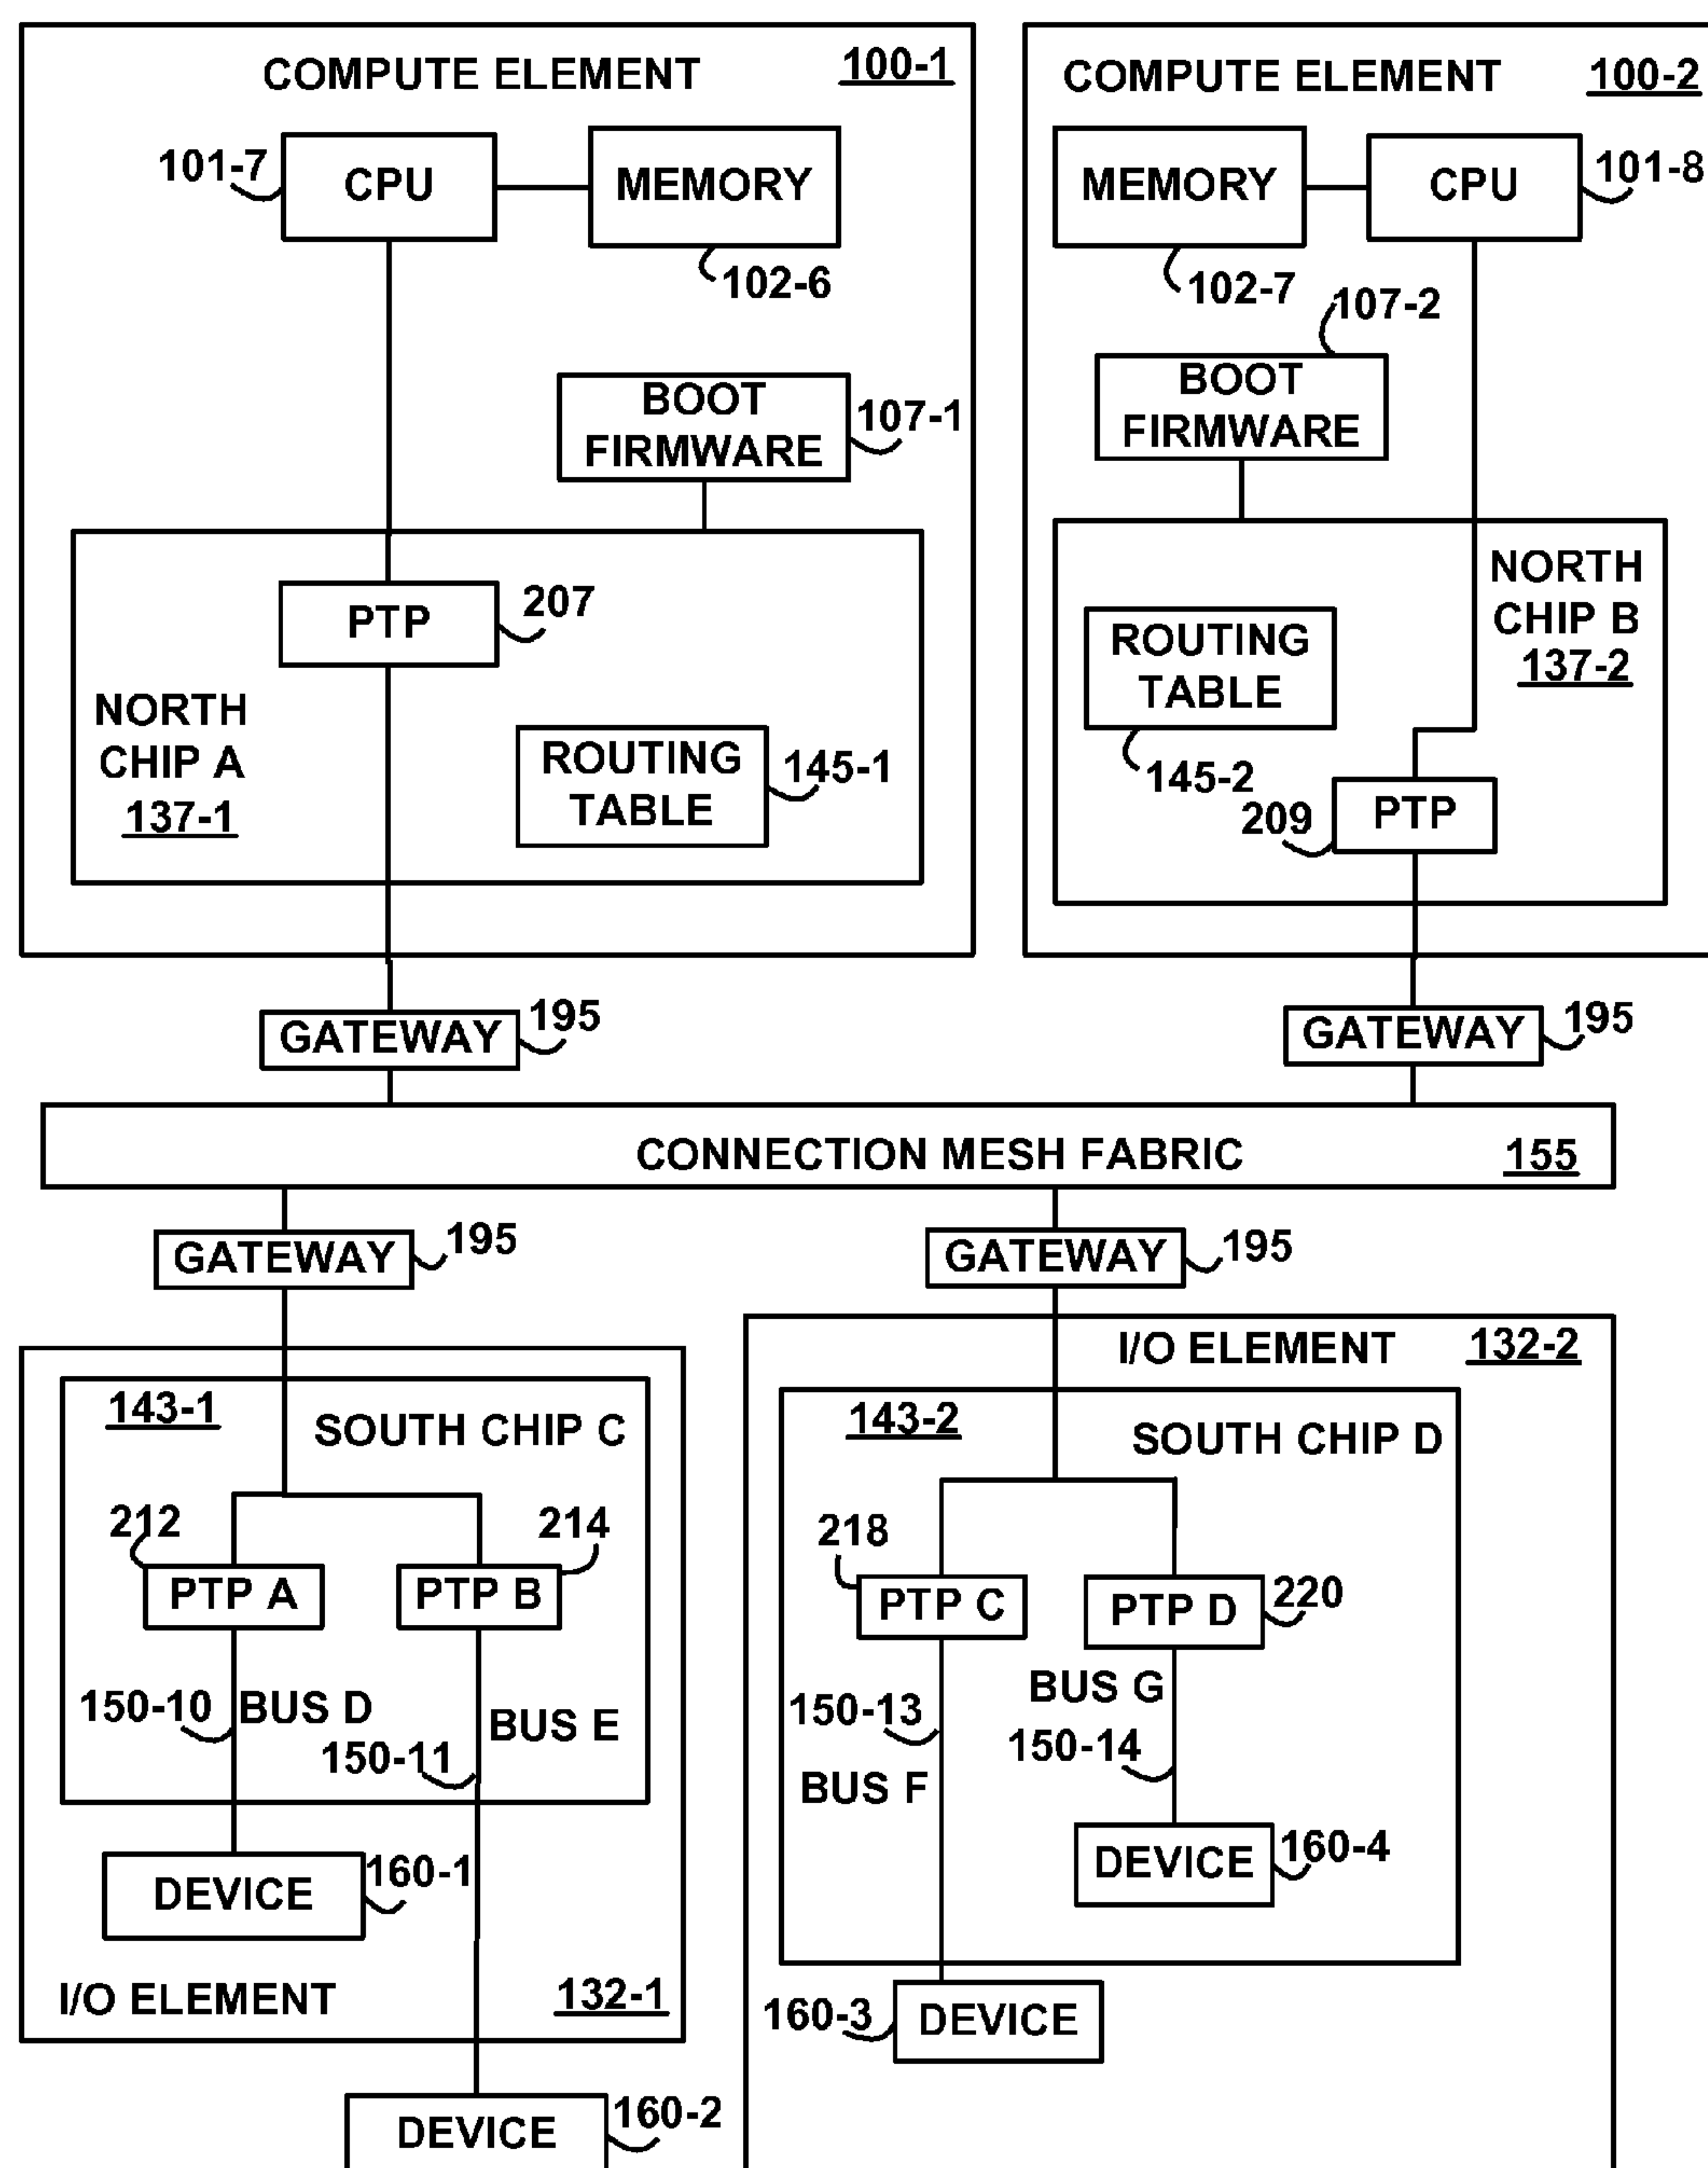 COMPUTE ELEMENT 100-1
101-7
CPU
MEMORY
102-6
BOOT
FIRMWARE
107-1
PTP
207
NORTH
CHIP A
137-1
ROUTING
TABLE
145-1
COMPUTE ELEMENT 100-2
MEMORY
CPU
101-8
102-7
107-2
BOOT
FIRMWARE
NORTH
CHIP B
137-2
ROUTING
TABLE
145-2
209
PTP
GATEWAY
195
GATEWAY
195
CONNECTION MESH FABRIC 155
GATEWAY
195
GATEWAY
195
143-1
SOUTH CHIP C
212
214
PTP A
PTP B
150-10
BUS D
BUS E
150-11
DEVICE
160-1
I/O ELEMENT 132-1
DEVICE
160-2
I/O ELEMENT 132-2
143-2
SOUTH CHIP D
218
PTP C
PTP D
220
BUS G
150-13
150-14
BUS F
DEVICE
160-4
160-3
DEVICE